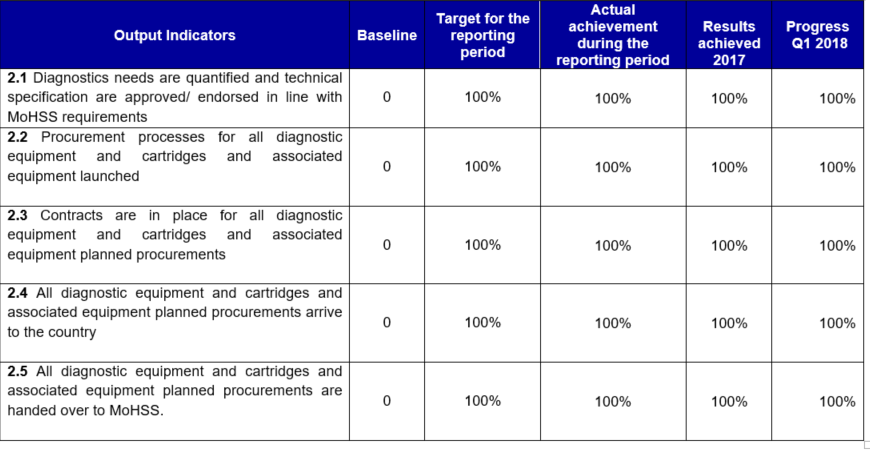 Output Indicators
Baseline
Target for the
reporting
period
Actual
achievement
during the
reporting period
Results
achieved
2017
Progress
Q1 2018
2.1 Diagnostics needs are quantified and technical
specification are approved/ endorsed in line with
MoHSS requirements
0
100%
100%
100%
100%
2.2 Procurement processes for all diagnostic
equipment and cartridges and associated
equipment launched
0
100%
100%
100%
100%
2.3 Contracts are in place for all diagnostic
equipment and cartridges and associated
equipment planned procurements
0
100%
100%
100%
100%
2.4 All diagnostic equipment and cartridges and
associated equipment planned procurements arrive
to the country
0
100%
100%
100%
100%
2.5 All diagnostic equipment and cartridges and
associated equipment planned procurements are
handed over to MoHSS.
0
100%
100%
100%
100%